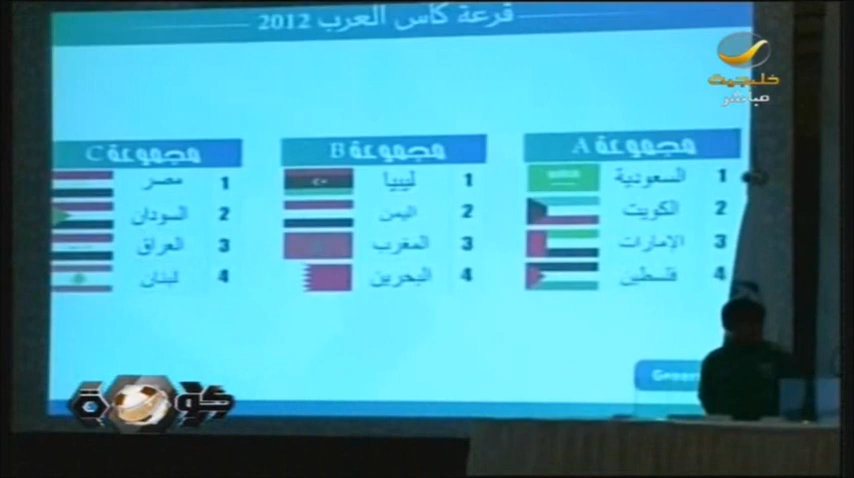 قرعة كأس العرب 2012
خليجية
مباشر
مجموعة A
1 السعودية
2 الكويت
3 الإمارات
4 فلسطين
مجموعة B
1 ليبيا
2 اليمن
3 المغرب
4 البحرين
مجموعة C
1 مصر
2 السودان
3 العراق
4 لبنان
كورة